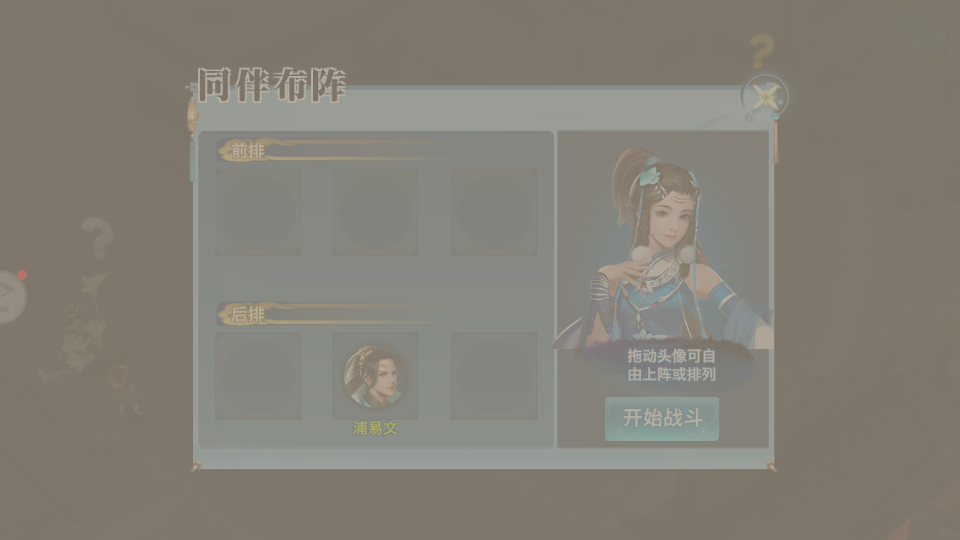 同伴布阵
前排
后排
浦易文
拖动头像可自
由上阵或排列
开始战斗